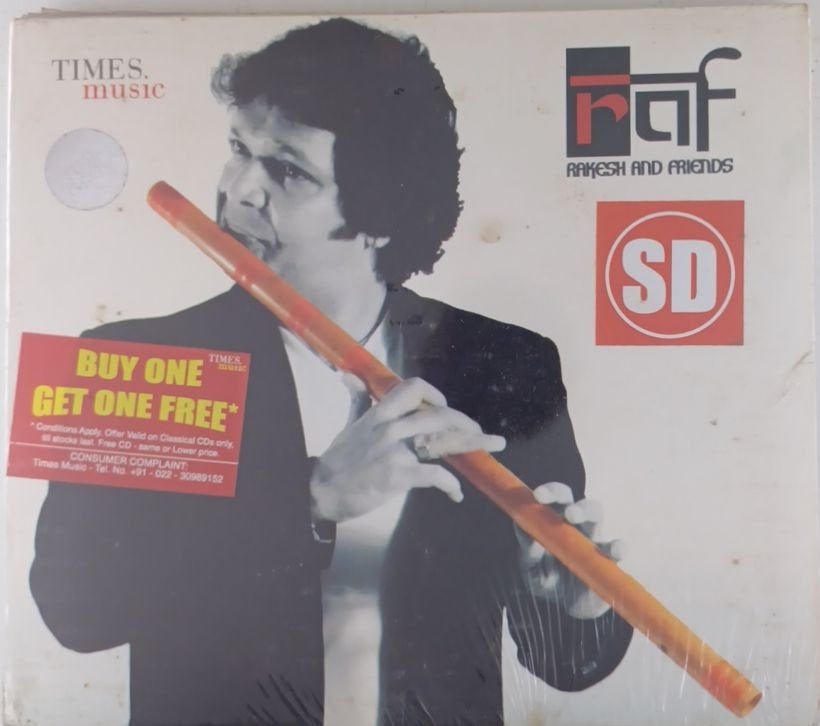 TIMES.
music
raf
RAKESH AND FRIENDS
SD
TIMES.
music
BUY ONE
GET ONE FREE*
* Conditions Apply. Offer Valid on Classical CDs only,
till stocks last. Free CD - same or Lower price.
CONSUMER COMPLAINT:
Times Music - Tel. No. +91 - 022 - 30989152